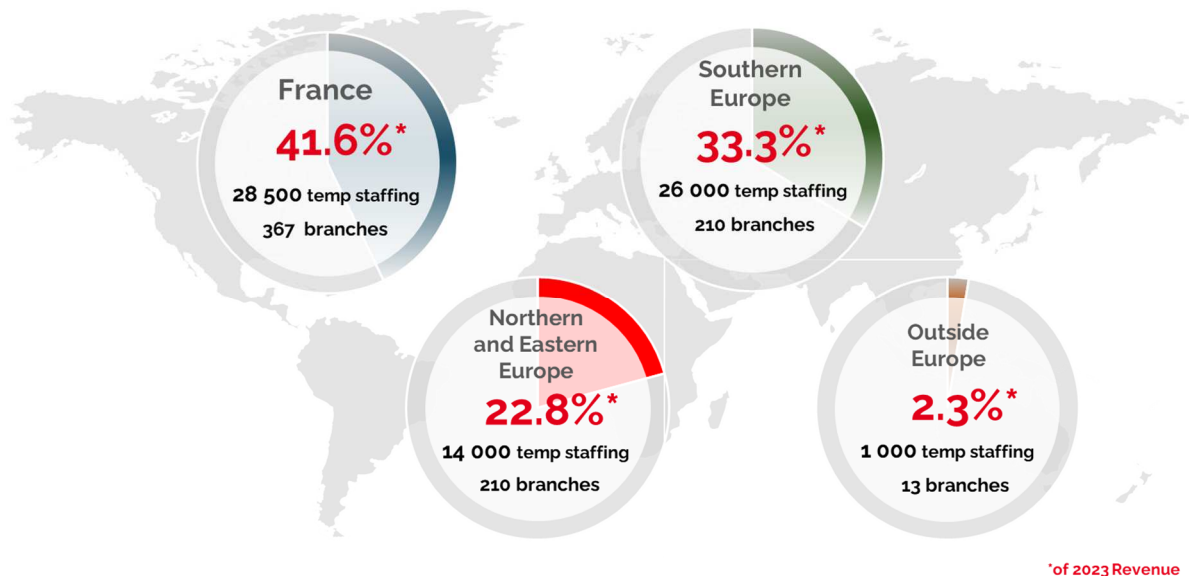 France
41.6%*
28 500 temp staffing
367 branches
Southern
Europe
33.3%*
26 000 temp staffing
210 branches
Northern
and Eastern
Europe
22.8%*
14 000 temp staffing
210 branches
Outside
Europe
2.3%*
1 000 temp staffing
13 branches
*of 2023 Revenue